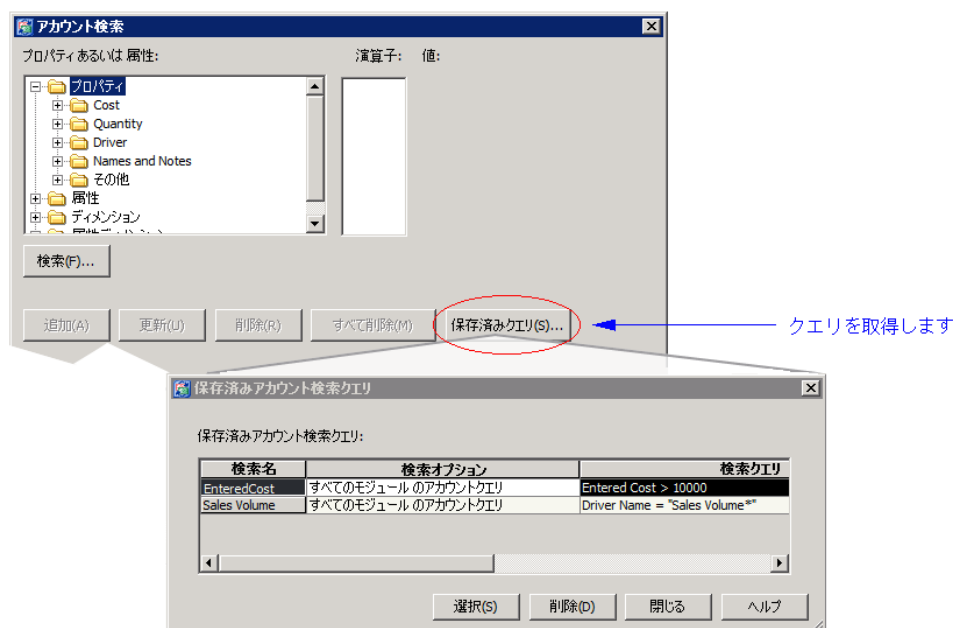 アカウント検索
プロパティあるいは 属性: 演算子: 値:
プロパティ
Cost
Quantity
Driver
Names and Notes
その他
属性
ディメンション
検索(F)...
追加(A) 更新(U) 削除(R) すべて削除(M) 保存済みクエリ(S)...
クエリを取得します
保存済みアカウント検索クエリ
保存済みアカウント検索クエリ:
検索名 検索オプション 検索クエリ
EnteredCost すべてのモジュール のアカウントクエリ Entered Cost > 10000
Sales Volume すべてのモジュール のアカウントクエリ Driver Name = "Sales Volume*"
選択(S) 削除(D) 閉じる ヘルプ